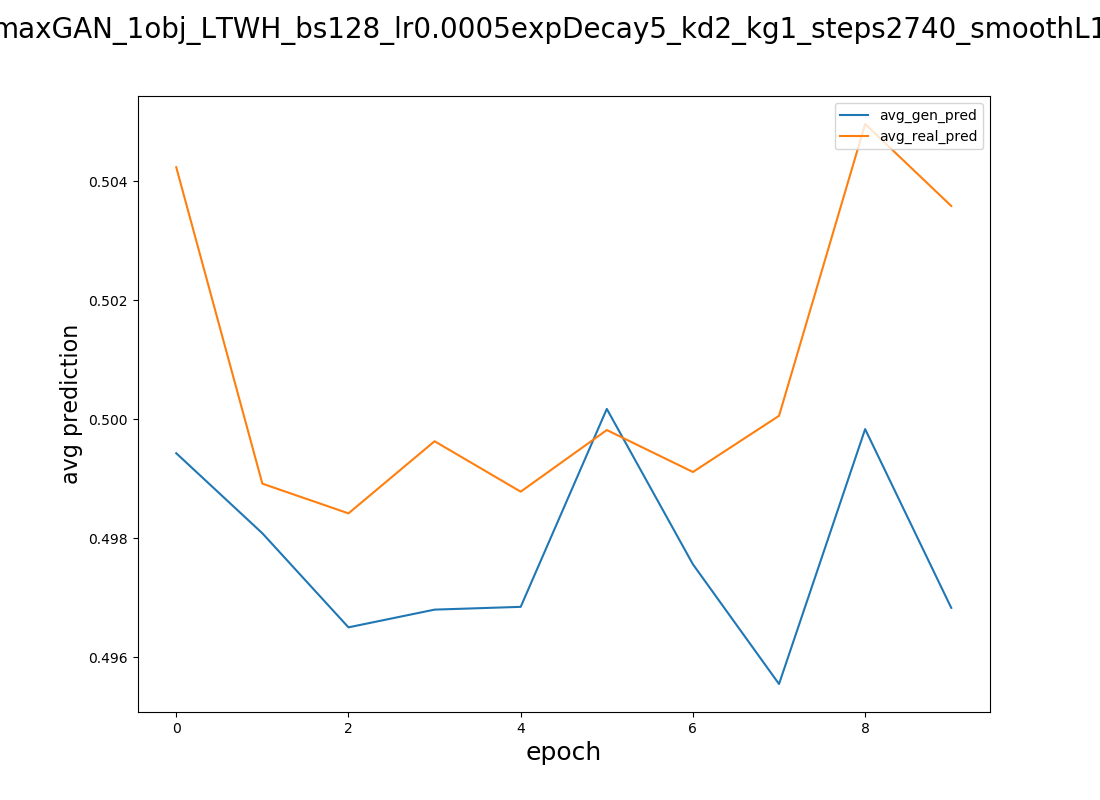 maxGAN_1obj_LTWH_bs128_lr0.0005expDecay5_kd2_kg1_steps2740_smoothL1
avg_gen_pred
avg_real_pred
0.504
0.502
0.500
0.498
0.496
avg prediction
0 2 4 6 8
epoch